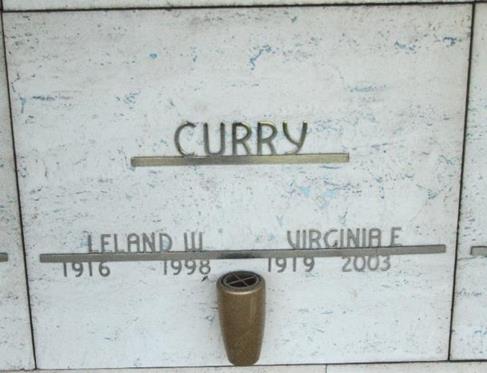 CURRY
LELAND W VIRGINIA E
1916 1998 1919 2003